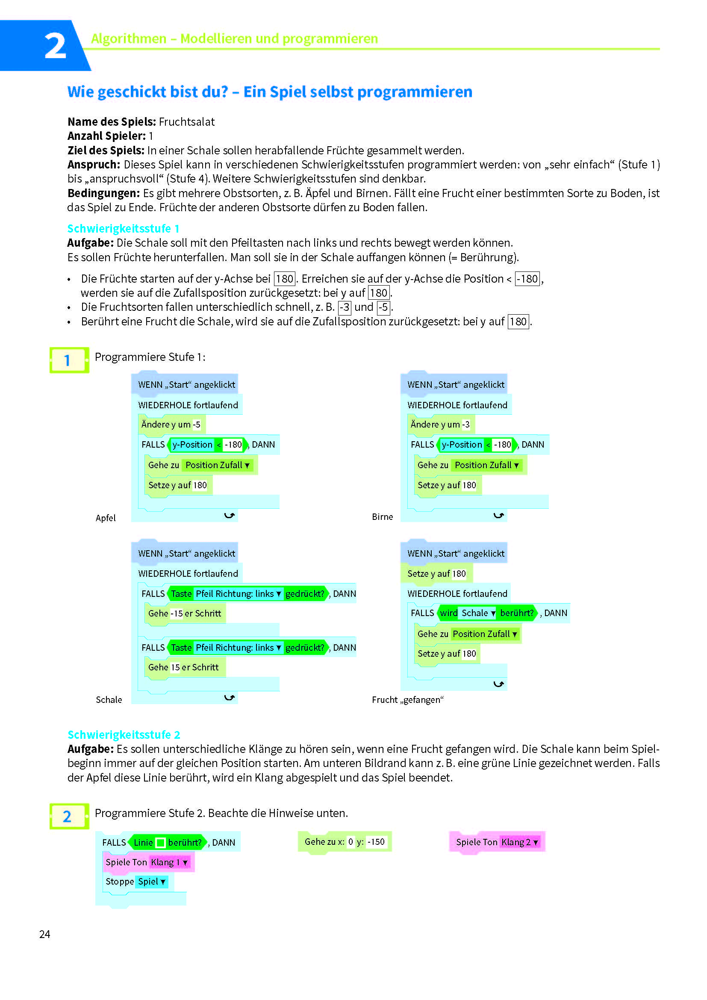 2
Algorithmen – Modellieren und programmieren
Wie geschickt bist du? – Ein Spiel selbst programmieren
Name des Spiels: Fruchtsalat
Anzahl Spieler: 1
Ziel des Spiels: In einer Schale sollen herabfallende Früchte gesammelt werden.
Anspruch: Dieses Spiel kann in verschiedenen Schwierigkeitsstufen programmiert werden: von „sehr einfach“ (Stufe 1)
bis „anspruchsvoll“ (Stufe 4). Weitere Schwierigkeitsstufen sind denkbar.
Bedingungen: Es gibt mehrere Obstsorten, z. B. Äpfel und Birnen. Fällt eine Frucht einer bestimmten Sorte zu Boden, ist
das Spiel zu Ende. Früchte der anderen Obstsorte dürfen zu Boden fallen.
Schwierigkeitsstufe 1
Aufgabe: Die Schale soll mit den Pfeiltasten nach links und rechts bewegt werden können.
Es sollen Früchte herunterfallen. Man soll sie in der Schale auffangen können (= Berührung).
• Die Früchte starten auf der y-Achse bei 180. Erreichen sie auf der y-Achse die Position < -180,
werden sie auf die Zufallsposition zurückgesetzt: bei y auf 180.
• Die Fruchtsorten fallen unterschiedlich schnell, z. B. -3 und -5.
• Berührt eine Frucht die Schale, wird sie auf die Zufallsposition zurückgesetzt: bei y auf 180.
1
Programmiere Stufe 1:
WENN „Start“ angeklickt
WIEDERHOLE fortlaufend
Ändere y um -5
FALLS y-Position < -180, DANN
Gehe zu Position Zufall ▼
Setze y auf 180
Apfel
WENN „Start“ angeklickt
WIEDERHOLE fortlaufend
Ändere y um -3
FALLS y-Position < -180, DANN
Gehe zu Position Zufall ▼
Setze y auf 180
Birne
WENN „Start“ angeklickt
WIEDERHOLE fortlaufend
FALLS Taste Pfeil Richtung: links ▼ gedrückt?, DANN
Gehe -15 er Schritt
FALLS Taste Pfeil Richtung: links ▼ gedrückt?, DANN
Gehe 15 er Schritt
Schale
WENN „Start“ angeklickt
Setze y auf 180
WIEDERHOLE fortlaufend
FALLS wird Schale ▼ berührt? , DANN
Gehe zu Position Zufall ▼
Setze y auf 180
Frucht „gefangen“
Schwierigkeitsstufe 2
Aufgabe: Es sollen unterschiedliche Klänge zu hören sein, wenn eine Frucht gefangen wird. Die Schale kann beim Spiel-
beginn immer auf der gleichen Position starten. Am unteren Bildrand kann z. B. eine grüne Linie gezeichnet werden. Falls
der Apfel diese Linie berührt, wird ein Klang abgespielt und das Spiel beendet.
2
Programmiere Stufe 2. Beachte die Hinweise unten.
FALLS Linie berührt? , DANN
Spiele Ton Klang 1 ▼
Stoppe Spiel ▼
Gehe zu x: 0 y: -150
Spiele Ton Klang 2 ▼
24